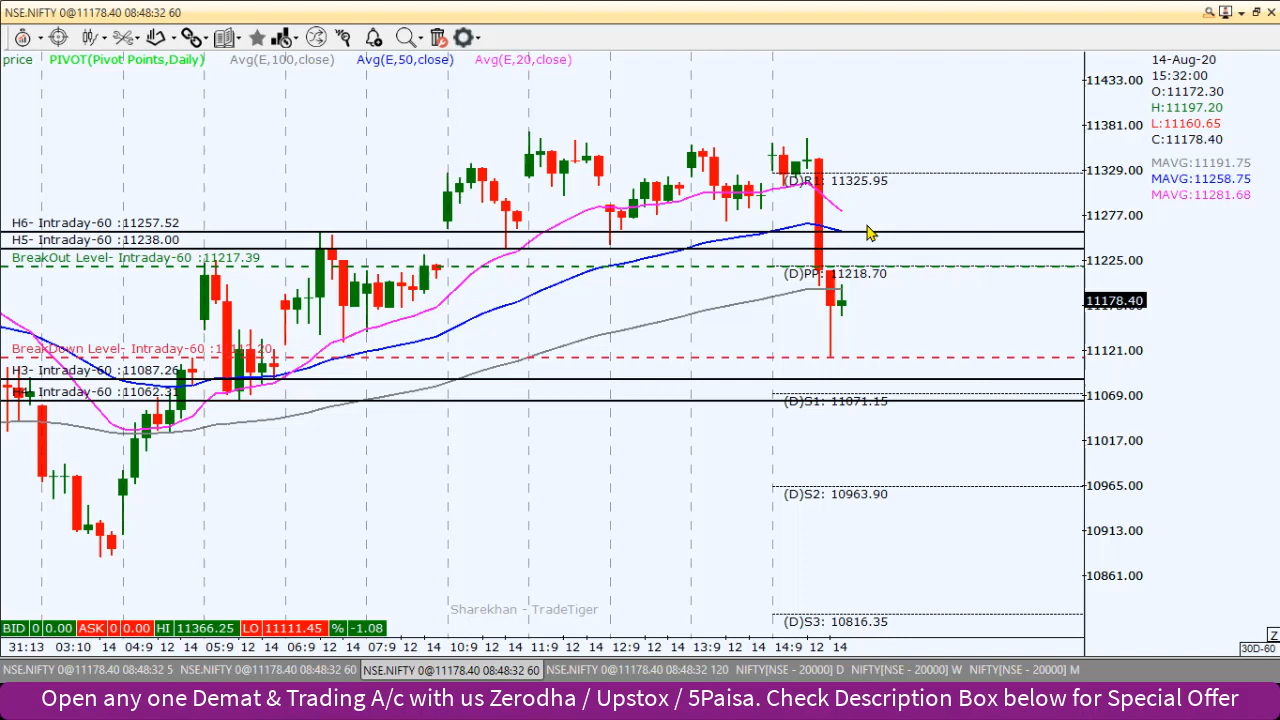 NSE.NIFTY 0@11178.40 08:48:32 60
price PIVOT(Pivot Points,Daily) Avg(E,100,close) Avg(E,50,close) Avg(E,20,close)
14-Aug-20
15:32:00
O:11172.30
H:11197.20
L:11160.65
C:11178.40
MAVG:11191.75
MAVG:11258.75
MAVG:11281.68
11433.00
11381.00
11329.00
11277.00
11225.00
11178.40
11121.00
11069.00
11017.00
10965.00
10913.00
10861.00
(D)R1: 11325.95
H6- Intraday-60 :11257.52
H5- Intraday-60 :11238.00
BreakOut Level- Intraday-60 :11217.39
(D)PP: 11218.70
BreakDown Level- Intraday-60
H3- Intraday-60 :11087.26
Intraday-60 :11062.31
(D)S1: 11071.15
(D)S2: 10963.90
(D)S3: 10816.35
Sharekhan - TradeTiger
BID 0 0.00 ASK 0 0.00 HI 11366.25 LO 11111.45 % -1.08
31:13 03:10 14 04:9 12 05:9 12 06:9 12 14 07:9 12 14 10:9 12 14 11:9 12 14 12:9 12 14 13:9 12 14 14:9 12 14
30D-60
Z
NSE.NIFTY 0@11178.40 08:48:32 5 NSE.NIFTY 0@11178.40 08:48:32 60 NSE.NIFTY 0@11178.40 08:48:32 60 NSE.NIFTY 0@11178.40 08:48:32 120 NIFTY[NSE - 20000] D NIFTY[NSE - 20000] W NIFTY[NSE - 20000] M
Open any one Demat & Trading A/c with us Zerodha / Upstox / 5Paisa. Check Description Box below for Special Offer